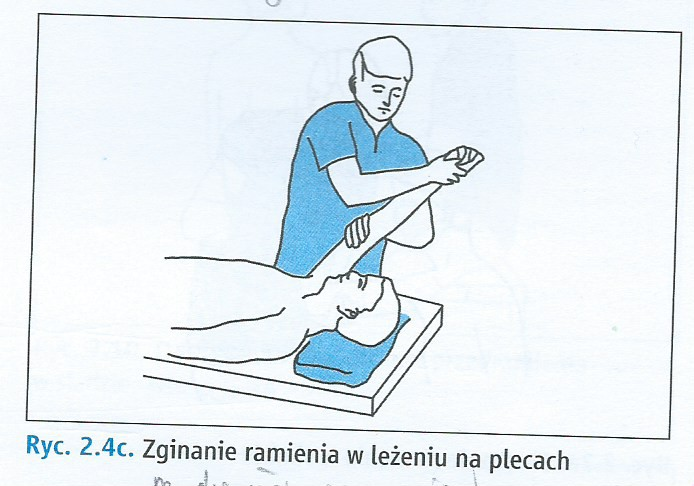 Ryc. 2.4c. Zginanie ramienia w leżeniu na plecach